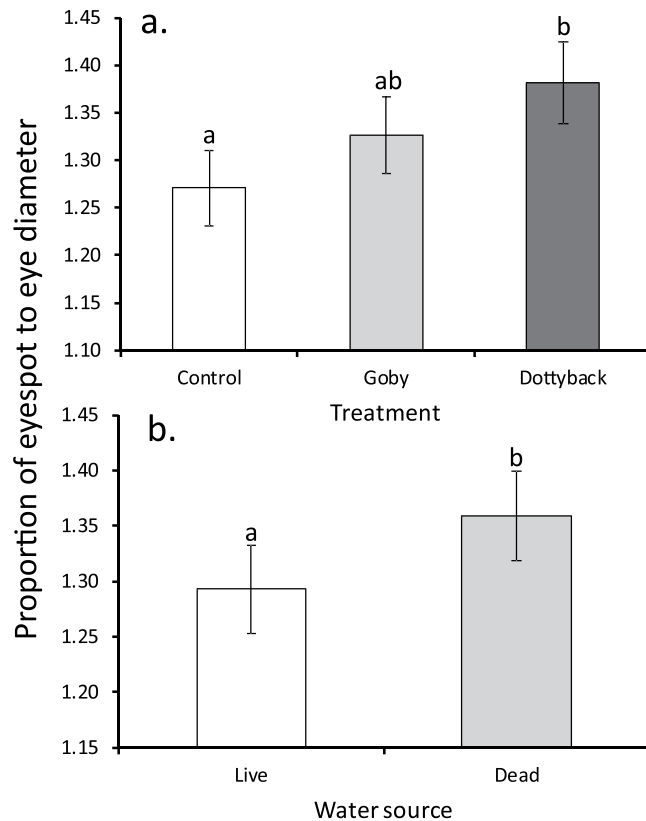 Proportion of eyespot to eye diameter
a.
1.45
1.40
1.35
1.30
1.25
1.20
1.15
1.10
a
ab
b
Control Goby Dottyback
Treatment
b.
1.45
1.40
1.35
1.30
1.25
1.20
1.15
a
b
Live Dead
Water source